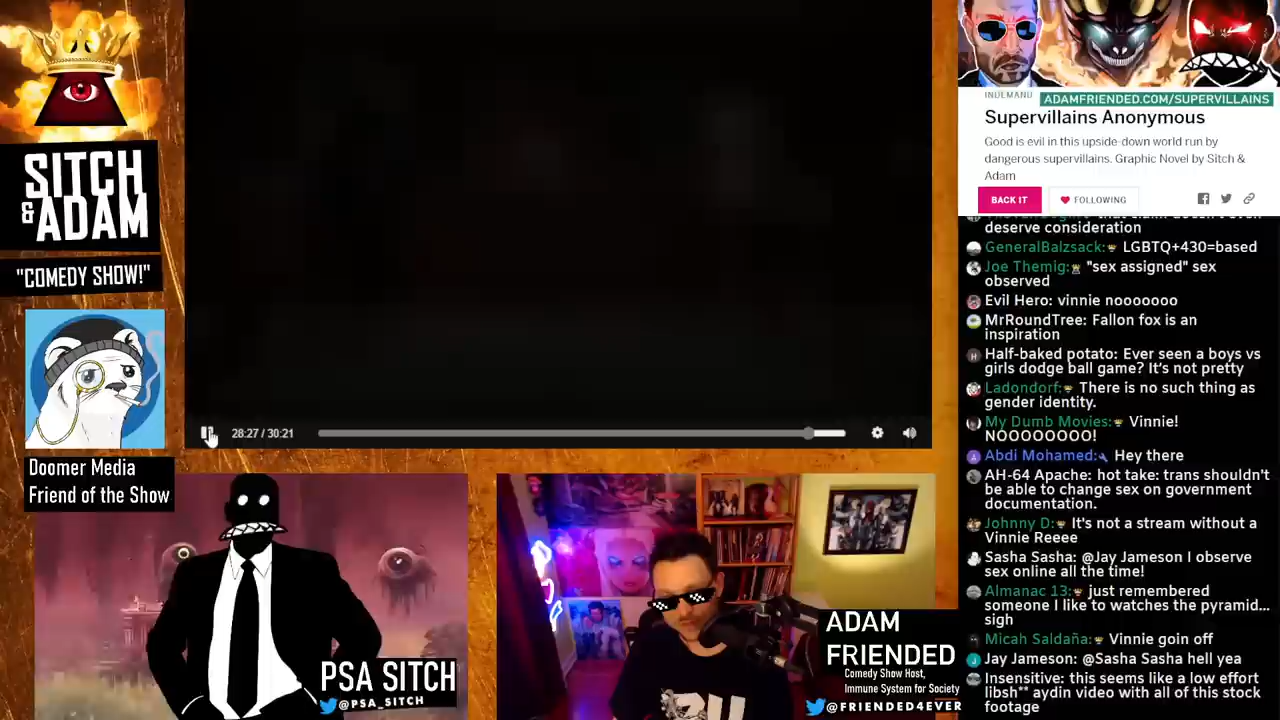 SITCH
& ADAM
"COMEDY SHOW!"
Doomer Media
Friend of the Show
28:27 / 30:21
PSA SITCH
@PSA_SITCH
ADAM
FRIENDED
Comedy Show Host,
Immune System for Society
@FRIENDED4EVER
INDEMAND
ADAMFRIENDED.COM/SUPERVILLAINS
Supervillains Anonymous
Good is evil in this upside-down world run by
dangerous supervillains. Graphic Novel by Sitch &
Adam
BACK IT
FOLLOWING
deserve consideration
GeneralBalzsack: LGBTQ+430=based
Joe Themig: "sex assigned" sex
observed
Evil Hero: vinnie nooooooo
MrRoundTree: Fallon fox is an
inspiration
Half-baked potato: Ever seen a boys vs
girls dodge ball game? It's not pretty
Ladondorf: There is no such thing as
gender identity.
My Dumb Movies: Vinnie!
NOOOOOOOO!
Abdi Mohamed: Hey there
AH-64 Apache: hot take: trans shouldn't
be able to change sex on government
documentation.
Johnny D: It's not a stream without a
Vinnie Reeee
Sasha Sasha: @Jay Jameson I observe
sex online all the time!
Almanac 13: just remembered
someone I like to watches the pyramid...
sigh
Micah Saldaña: Vinnie goin off
Jay Jameson: @Sasha Sasha hell yea
Insensitive: this seems like a low effort
libsh** aydin video with all of this stock
footage